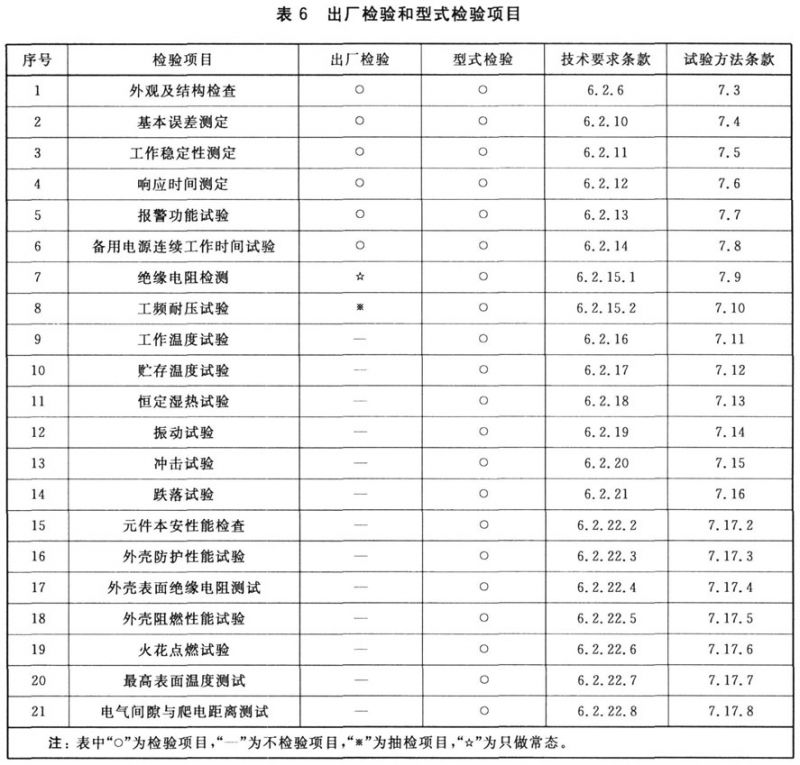 表 6 出厂检验和型式检验项目
序号 检验项目 出厂检验 型式检验 技术要求条款 试验方法条款
1 外观及结构检查 ○ ○ 6.2.6 7.3
2 基本误差测定 ○ ○ 6.2.10 7.4
3 工作稳定性测定 ○ ○ 6.2.11 7.5
4 响应时间测定 ○ ○ 6.2.12 7.6
5 报警功能试验 ○ ○ 6.2.13 7.7
6 备用电源连续工作时间试验 ○ ○ 6.2.14 7.8
7 绝缘电阻检测 ☆ ○ 6.2.15.1 7.9
8 工频耐压试验 ※ ○ 6.2.15.2 7.10
9 工作温度试验 — ○ 6.2.16 7.11
10 贮存温度试验 — ○ 6.2.17 7.12
11 恒定湿热试验 — ○ 6.2.18 7.13
12 振动试验 — ○ 6.2.19 7.14
13 冲击试验 — ○ 6.2.20 7.15
14 跌落试验 — ○ 6.2.21 7.16
15 元件本安性能检查 — ○ 6.2.22.2 7.17.2
16 外壳防护性能试验 — ○ 6.2.22.3 7.17.3
17 外壳表面绝缘电阻测试 — ○ 6.2.22.4 7.17.4
18 外壳阻燃性能试验 — ○ 6.2.22.5 7.17.5
19 火花点燃试验 — ○ 6.2.22.6 7.17.6
20 最高表面温度测试 — ○ 6.2.22.7 7.17.7
21 电气间隙与爬电距离测试 — ○ 6.2.22.8 7.17.8
注：表中“○”为检验项目，“—”为不检验项目，“※”为抽检项目，“☆”为只做常态。